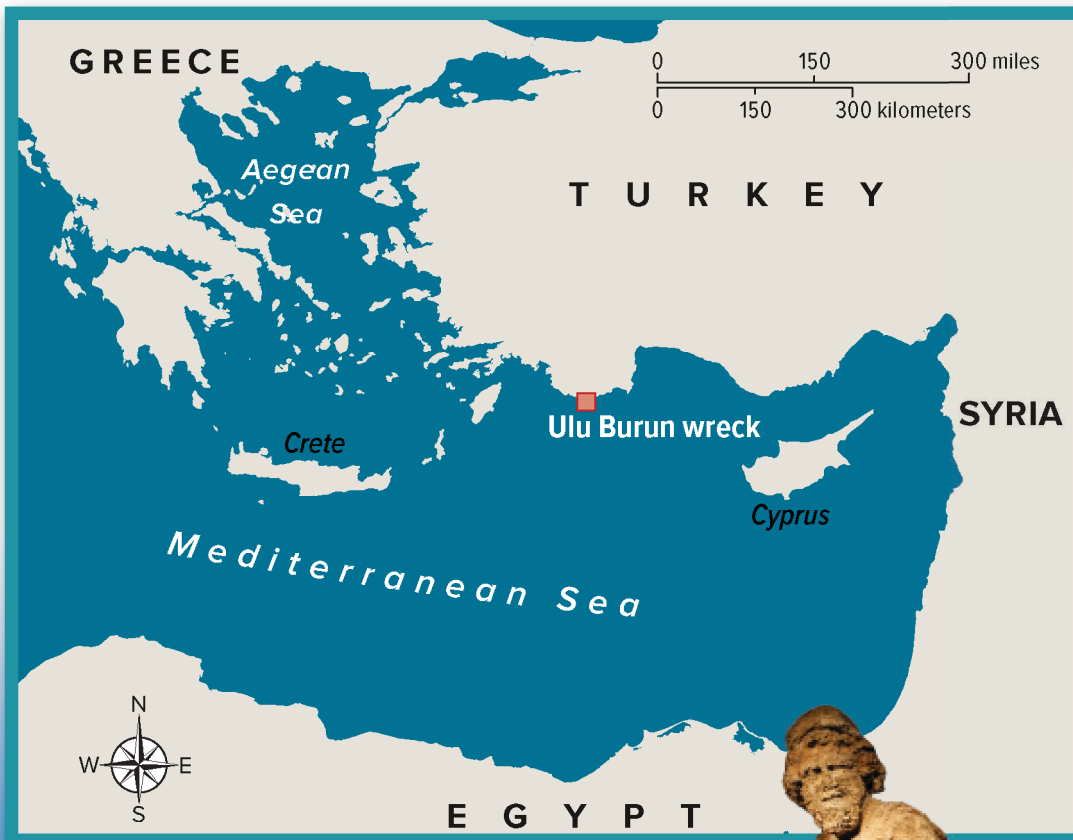 GREECE
0 150 300 miles
0 150 300 kilometers
Aegean
Sea
TURKEY
SYRIA
Ulu Burun wreck
Crete
Cyprus
Mediterranean Sea
N
W E
S
EGYPT